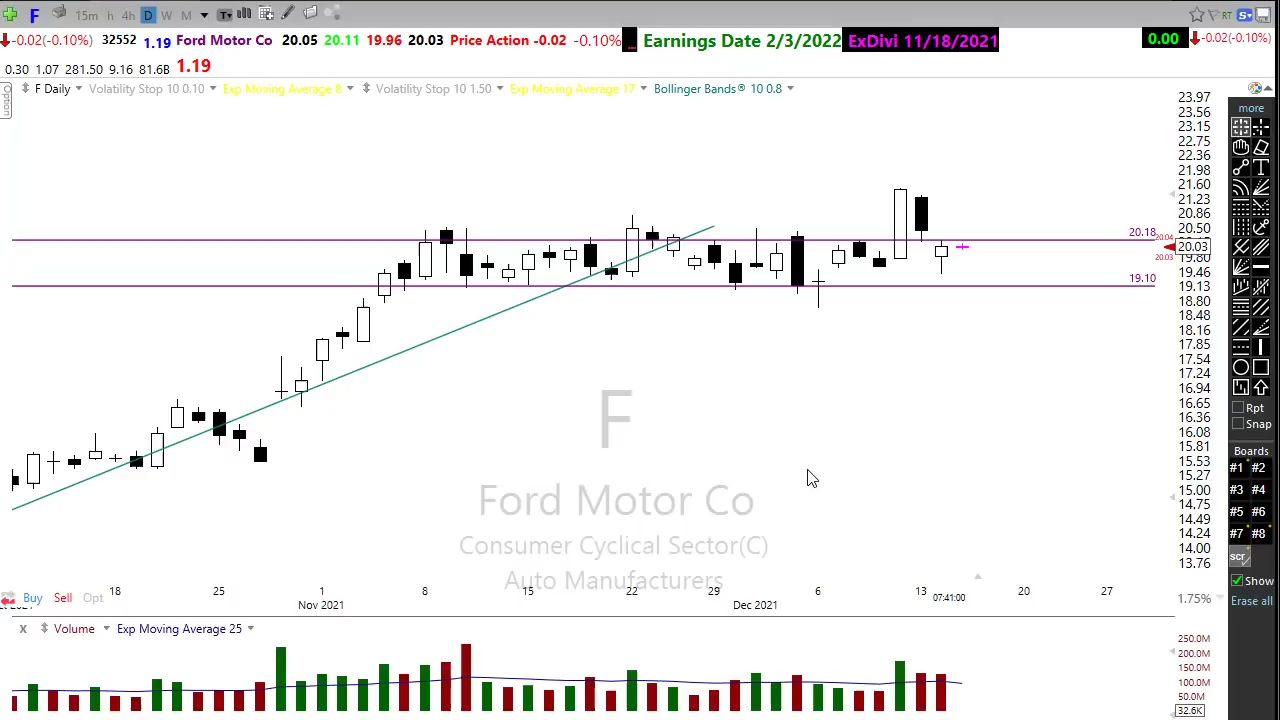 F 15m h 4h D W M T RT S
-0.02(-0.10%) 32552 1.19 Ford Motor Co 20.05 20.11 19.96 20.03 Price Action -0.02 -0.10% Earnings Date 2/3/2022 ExDivi 11/18/2021 0.00 -0.02(-0.10%)
0.30 1.07 281.50 9.16 81.6B 1.19
Option
F Daily Volatility Stop 10 0.10 Exp Moving Average 8 Volatility Stop 10 1.50 Exp Moving Average 17 Bollinger Bands® 10 0.8
23.97
23.56
23.15
22.75
22.36
21.98
21.60
21.23
20.86
20.50
20.18
20.04
20.03
20.03
19.80
19.46
19.10
19.13
18.80
18.48
18.16
17.85
17.54
17.24
16.94
16.65
16.36
16.08
15.81
15.53
15.27
15.00
14.75
14.49
14.24
14.00
13.76
more
Rpt
Snap
Boards
#1 #2
#3 #4
#5 #6
#7 #8
scr
Show
Erase all
F
Ford Motor Co
Consumer Cyclical Sector(C)
Auto Manufacturers
Buy Sell Opt 18 25 1 8 15 22 29 6 13 07:41:00 20 27 1.75%
Nov 2021 Dec 2021
X Volume Exp Moving Average 25
250.0M
200.0M
150.0M
100.0M
50.0M
32.6K